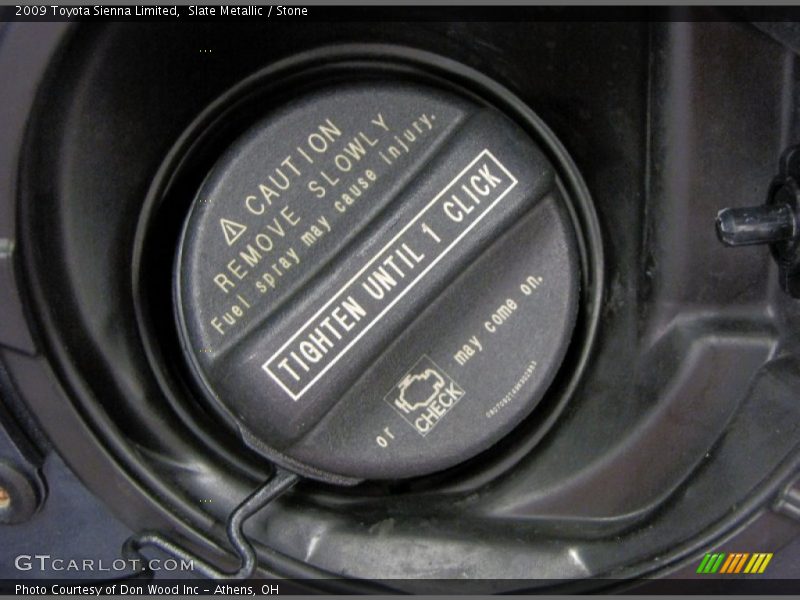 2009 Toyota Sienna Limited,  Slate Metallic / Stone
CAUTION
REMOVE SLOWLY
Fuel spray may cause injury.
TIGHTEN UNTIL 1 CLICK
or CHECK may come on.
GTCARLOT.COM
Photo Courtesy of Don Wood Inc - Athens, OH